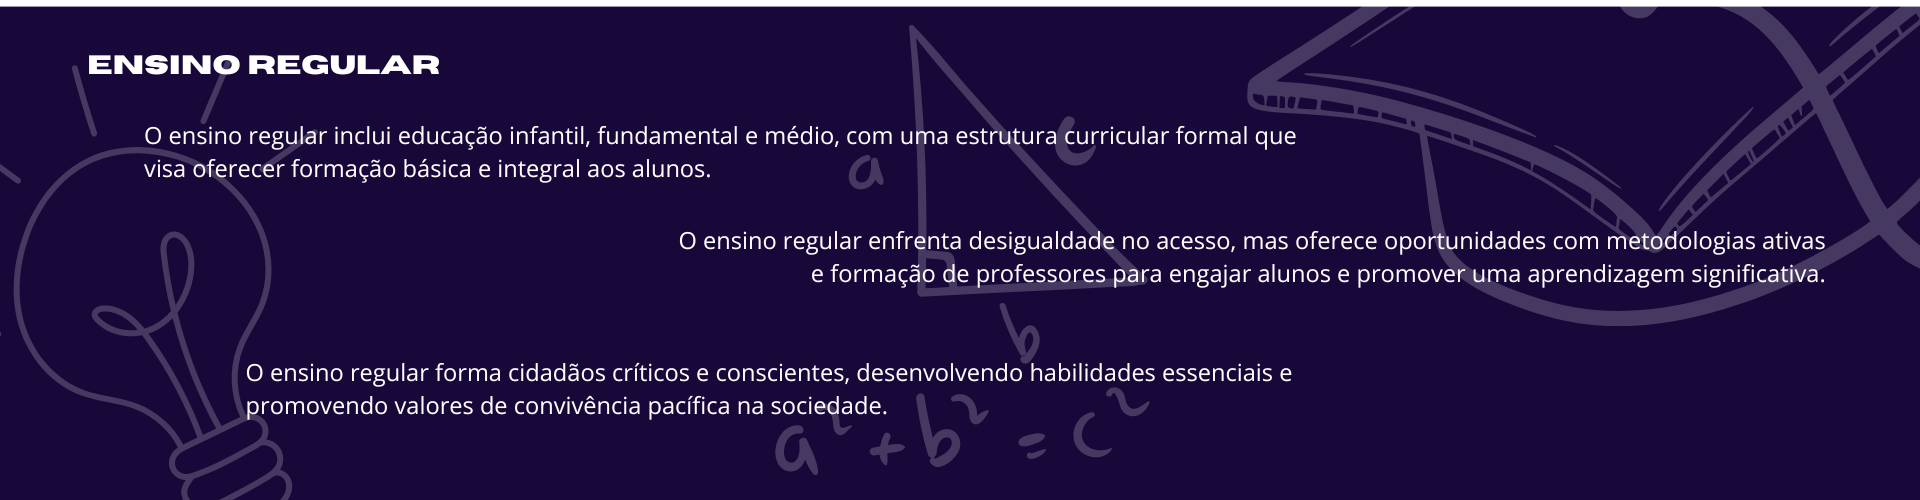 ENSINO REGULAR
O ensino regular inclui educação infantil, fundamental e médio, com uma estrutura curricular formal que
visa oferecer formação básica e integral aos alunos.
a
c
O ensino regular enfrenta desigualdade no acesso, mas oferece oportunidades com metodologias ativas
e formação de professores para engajar alunos e promover uma aprendizagem significativa.
b
O ensino regular forma cidadãos críticos e conscientes, desenvolvendo habilidades essenciais e
promovendo valores de convivência pacífica na sociedade.
a² + b² = c²